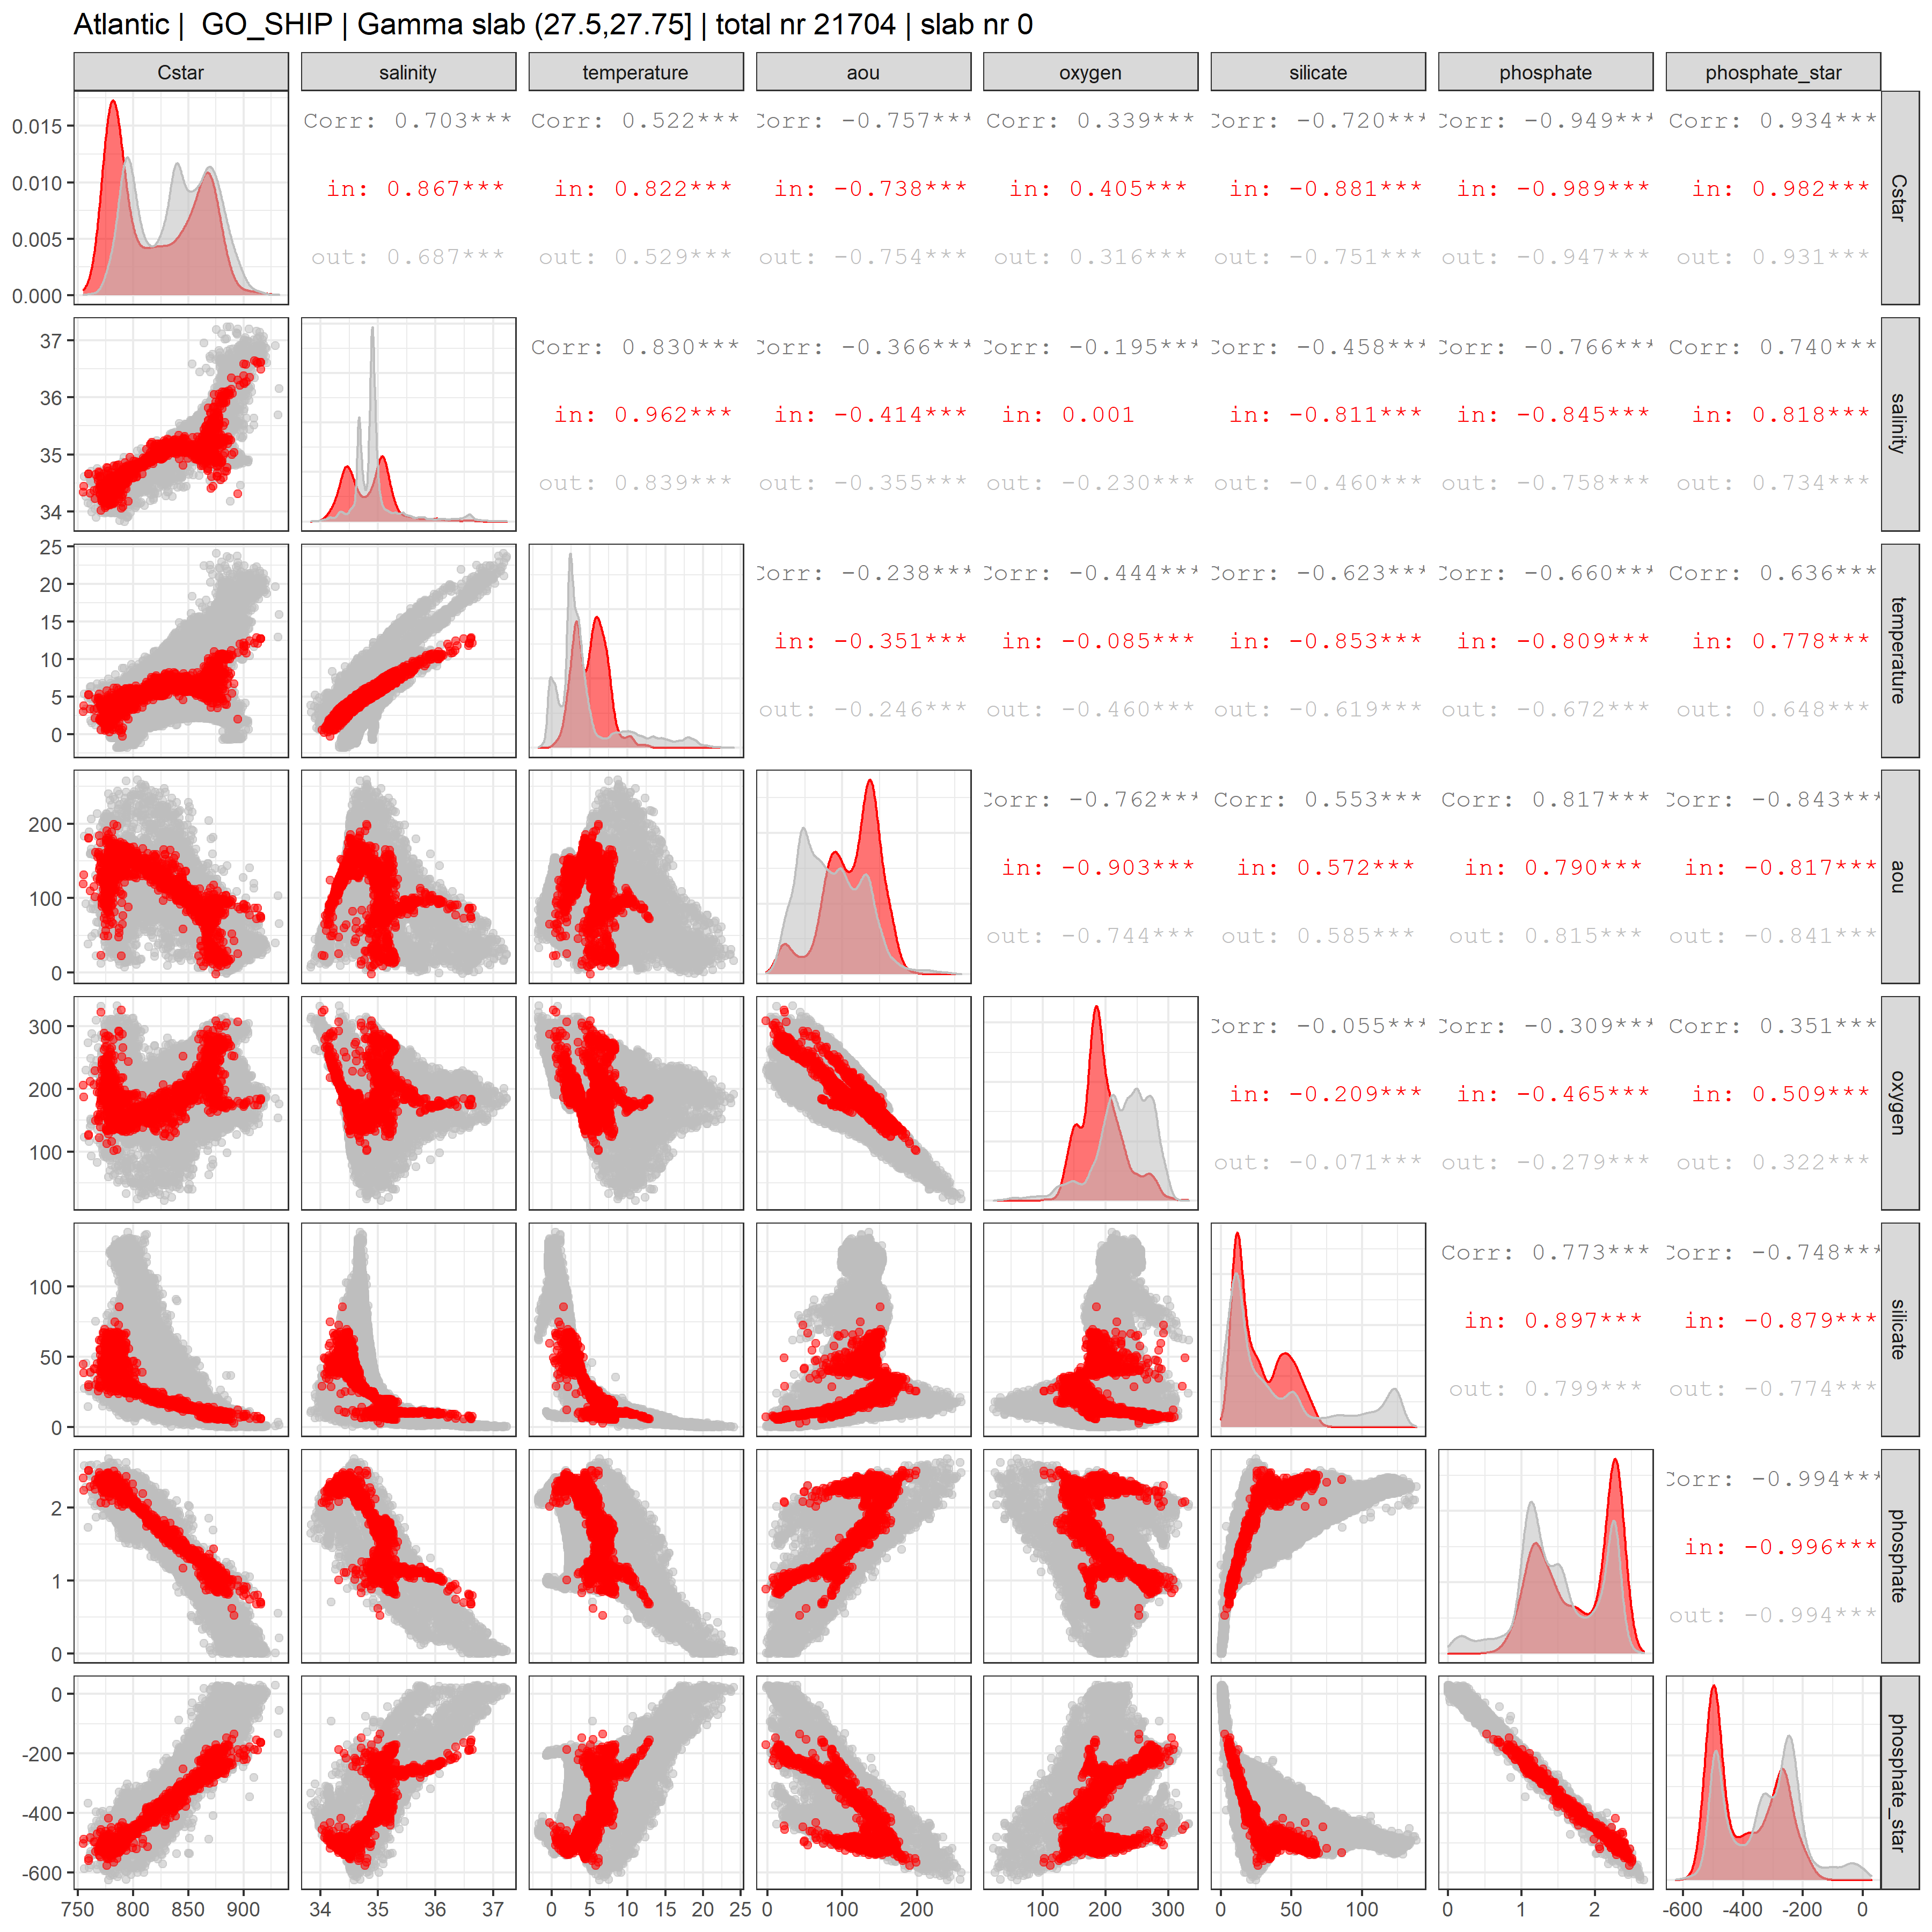 Atlantic |  GO_SHIP | Gamma slab (27.5,27.75] | total nr 21704 | slab nr 0
Cstar salinity temperature aou oxygen silicate phosphate phosphate_star
0.015 Corr: 0.703*** Corr: 0.522*** Corr: -0.757*** Corr: 0.339*** Corr: -0.720*** Corr: -0.949*** Corr: 0.934***
0.010 in: 0.867*** in: 0.822*** in: -0.738*** in: 0.405*** in: -0.881*** in: -0.989*** in: 0.982*** Cstar
0.005 out: 0.687*** out: 0.529*** out: -0.754*** out: 0.316*** out: -0.751*** out: -0.947*** out: 0.931***
0.000
37 Corr: 0.830*** Corr: -0.366*** Corr: -0.195*** Corr: -0.458*** Corr: -0.766*** Corr: 0.740***
36 in: 0.962*** in: -0.414*** in: 0.001 in: -0.811*** in: -0.845*** in: 0.818*** salinity
35 out: 0.839*** out: -0.355*** out: -0.230*** out: -0.460*** out: -0.758*** out: 0.734***
34
25 Corr: -0.238*** Corr: -0.444*** Corr: -0.623*** Corr: -0.660*** Corr: 0.636***
20
15 in: -0.351*** in: -0.085*** in: -0.853*** in: -0.809*** in: 0.778*** temperature
10
5 out: -0.246*** out: -0.460*** out: -0.619*** out: -0.672*** out: 0.648***
0
200 Corr: -0.762*** Corr: 0.553*** Corr: 0.817*** Corr: -0.843***
100 in: -0.903*** in: 0.572*** in: 0.790*** in: -0.817*** aou
0 out: -0.744*** out: 0.585*** out: 0.815*** out: -0.841***
300 Corr: -0.055*** Corr: -0.309*** Corr: 0.351***
200 in: -0.209*** in: -0.465*** in: 0.509*** oxygen
100 out: -0.071*** out: -0.279*** out: 0.322***
100 Corr: 0.773*** Corr: -0.748***
50 in: 0.897*** in: -0.879*** silicate
0 out: 0.799*** out: -0.774***
2 Corr: -0.994***
1 in: -0.996*** phosphate
0 out: -0.994***
0
-200
-400 phosphate_star
-600
750 800 850 900 34 35 36 37 0 5 10 15 20 25 0 100 200 100 200 300 0 50 100 0 1 2 -600 -400 -200 0